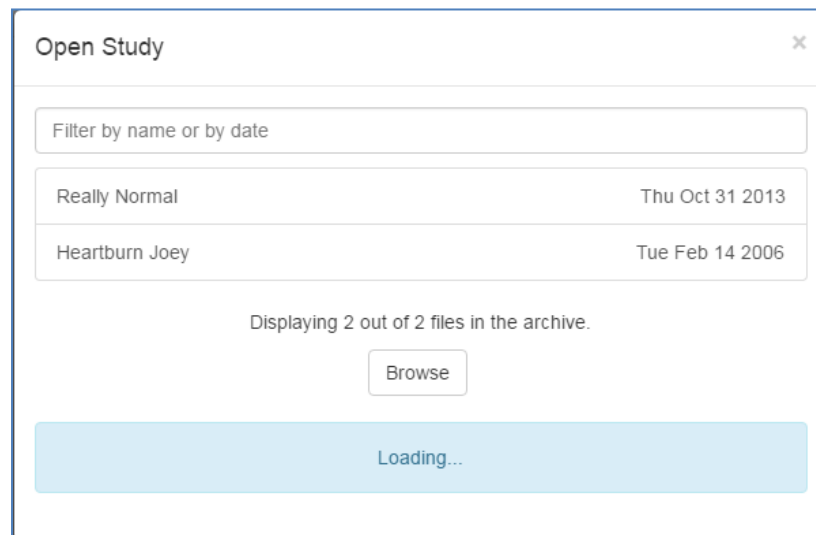 Open Study ×
Filter by name or by date
Really Normal Thu Oct 31 2013
Heartburn Joey Tue Feb 14 2006
Displaying 2 out of 2 files in the archive.
Browse
Loading...